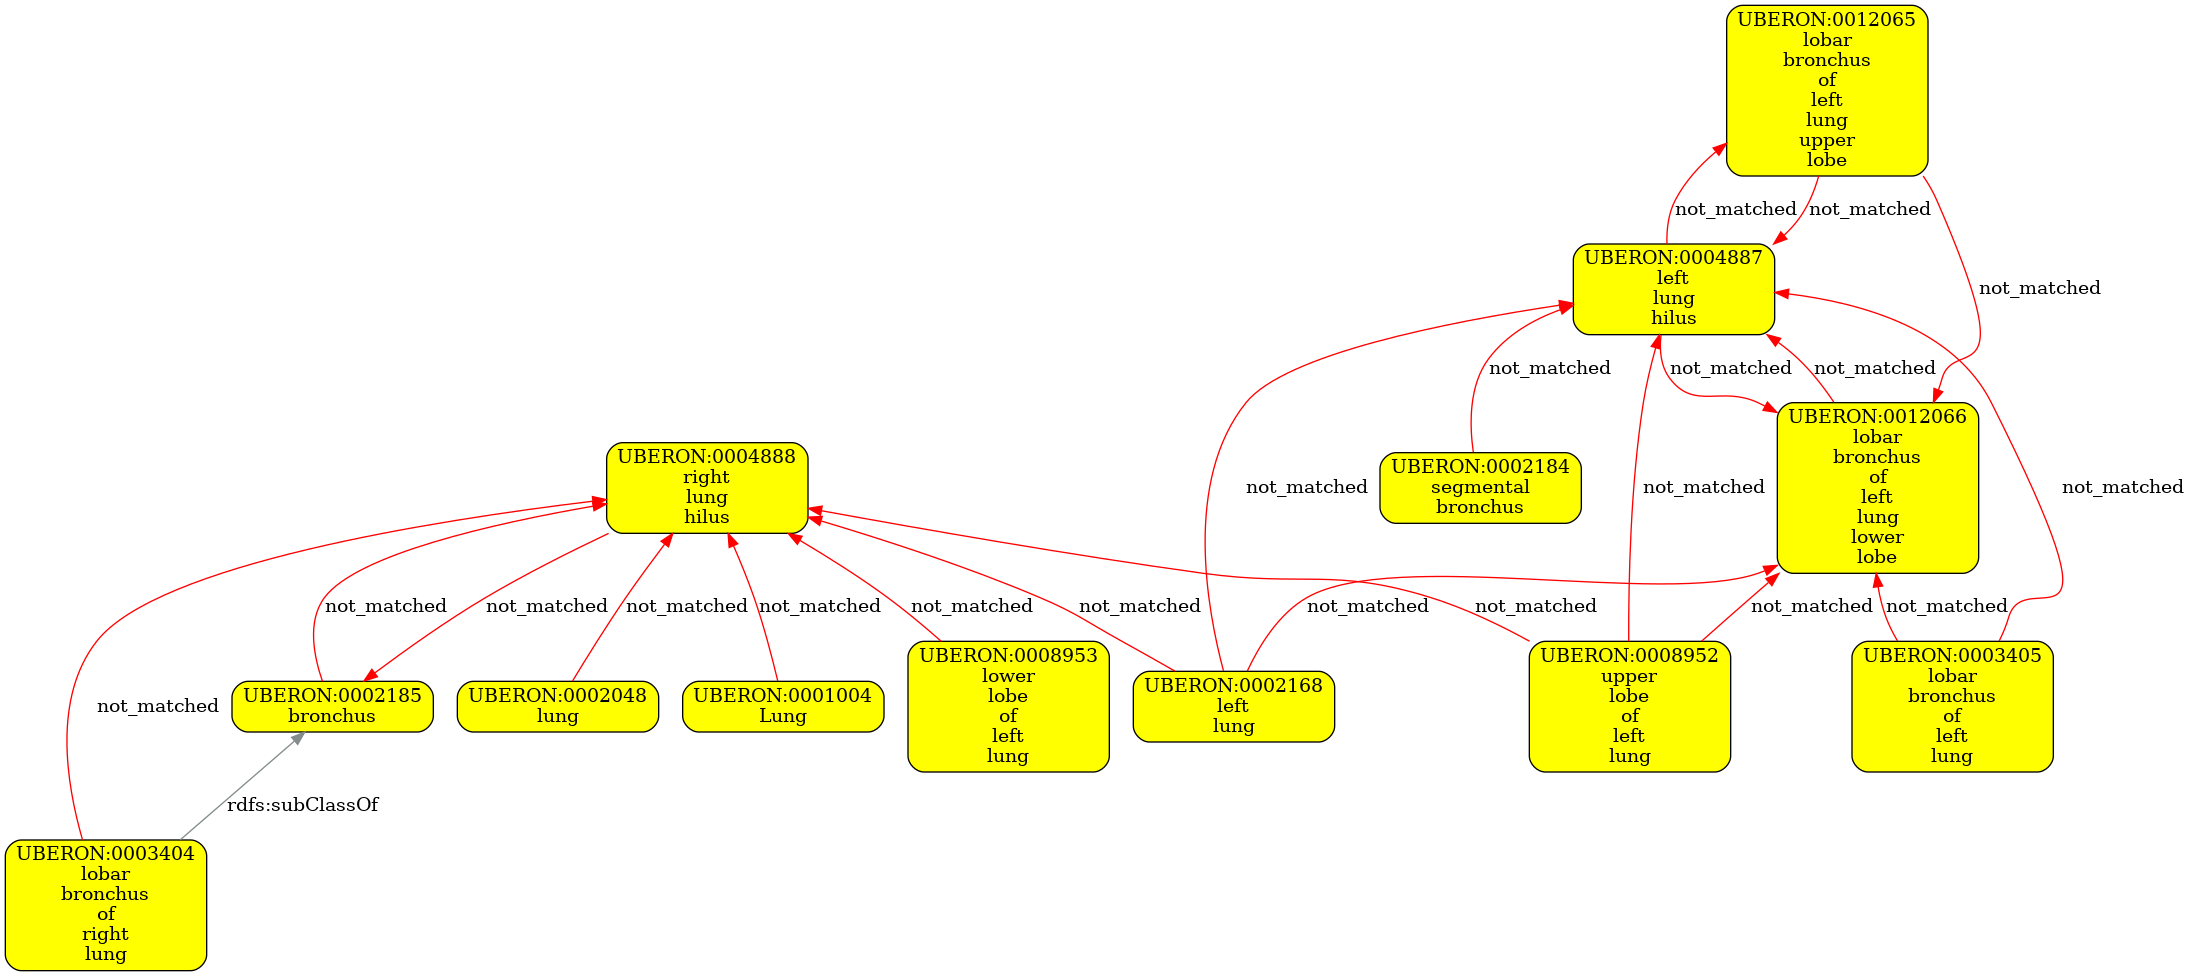 UBERON:0012065
lobar
bronchus
of
left
lung
upper
lobe
not_matched
not_matched
UBERON:0004887
left
lung
hilus
not_matched
not_matched
not_matched
not_matched
UBERON:0012066
lobar
bronchus
of
left
lung
lower
lobe
UBERON:0004888
right
lung
hilus
UBERON:0002184
segmental
bronchus
not_matched
not_matched
not_matched
not_matched
not_matched
not_matched
not_matched
not_matched
not_matched
not_matched
not_matched
not_matched
not_matched
UBERON:0002185
bronchus
UBERON:0002048
lung
UBERON:0001004
Lung
UBERON:0008953
lower
lobe
of
left
lung
UBERON:0002168
left
lung
UBERON:0008952
upper
lobe
of
left
lung
UBERON:0003405
lobar
bronchus
of
left
lung
not_matched
rdfs:subClassOf
UBERON:0003404
lobar
bronchus
of
right
lung